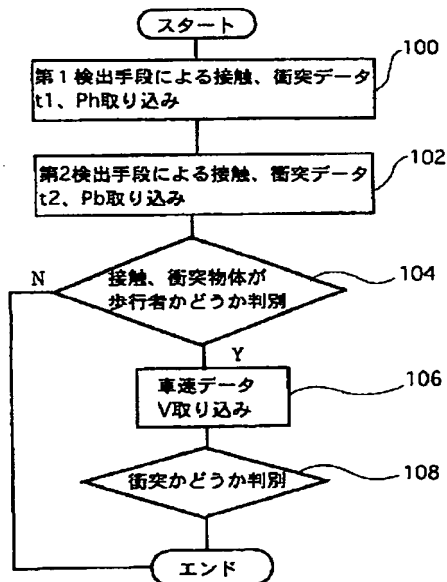 スタート
第1検出手段による接触、衝突データ
t1、Ph取り込み
100
第2検出手段による接触、衝突データ
t2、Pb取り込み
102
接触、衝突物体が
歩行者かどうか判別
104
N
Y
車速データ
V取り込み
106
衝突かどうか判別
108
エンド